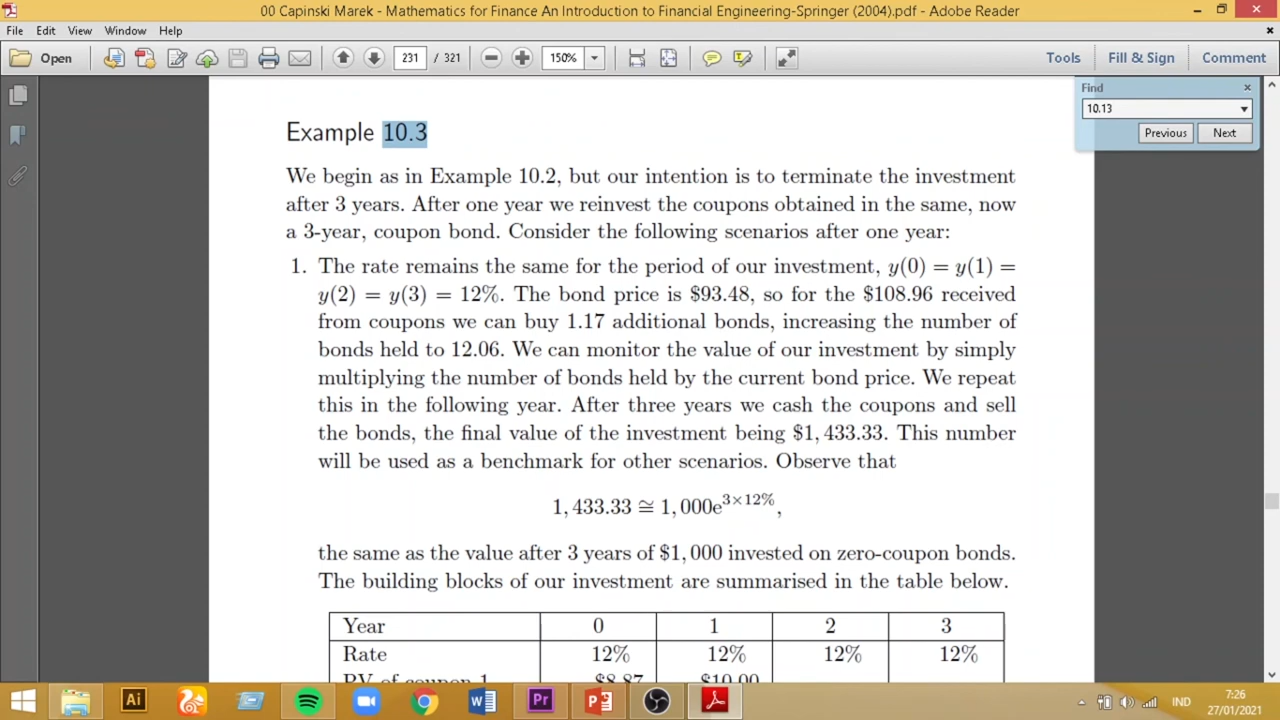 00 Capinski Marek - Mathematics for Finance An Introduction to Financial Engineering-Springer (2004).pdf - Adobe Reader
File Edit View Window Help
Open 231 / 321 150% Tools Fill & Sign Comment
Find
10.13
Previous Next
Example 10.3
We begin as in Example 10.2, but our intention is to terminate the investment
after 3 years. After one year we reinvest the coupons obtained in the same, now
a 3-year, coupon bond. Consider the following scenarios after one year:
1. The rate remains the same for the period of our investment, y(0) = y(1) =
y(2) = y(3) = 12%. The bond price is $93.48, so for the $108.96 received
from coupons we can buy 1.17 additional bonds, increasing the number of
bonds held to 12.06. We can monitor the value of our investment by simply
multiplying the number of bonds held by the current bond price. We repeat
this in the following year. After three years we cash the coupons and sell
the bonds, the final value of the investment being $1,433.33. This number
will be used as a benchmark for other scenarios. Observe that
1,433.33 ≅ 1,000e^{3×12%},
the same as the value after 3 years of $1,000 invested on zero-coupon bonds.
The building blocks of our investment are summarised in the table below.
Year 0 1 2 3
Rate 12% 12% 12% 12%
PV of coupon 1 $8.87 $10.00
Ai Pr W P IND 7:26
27/01/2021